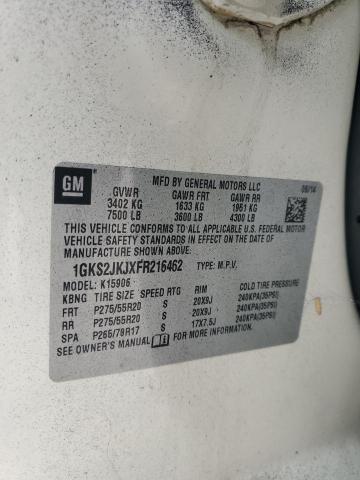 GM
MFD BY GENERAL MOTORS LLC 09/14
GVWR GAWR FRT GAWR RR
3402 KG 1633 KG 1951 KG
7500 LB 3600 LB 4300 LB
THIS VEHICLE CONFORMS TO ALL APPLICABLE U.S. FEDERAL MOTOR
VEHICLE SAFETY STANDARDS IN EFFECT ON THE DATE OF
MANUFACTURE SHOWN ABOVE.
1GKS2JKJXFR216462 TYPE: M.P.V.
MODEL: K15906
KBNG TIRE SIZE SPEED RTG RIM COLD TIRE PRESSURE
FRT P275/55R20 S 20X9J 240KPA(35PSI)
RR P275/55R20 S 20X9J 240KPA(35PSI)
SPA P265/70R17 S 17X7.5J 240KPA(35PSI)
SEE OWNER'S MANUAL FOR ADDITIONAL INFORMATION.